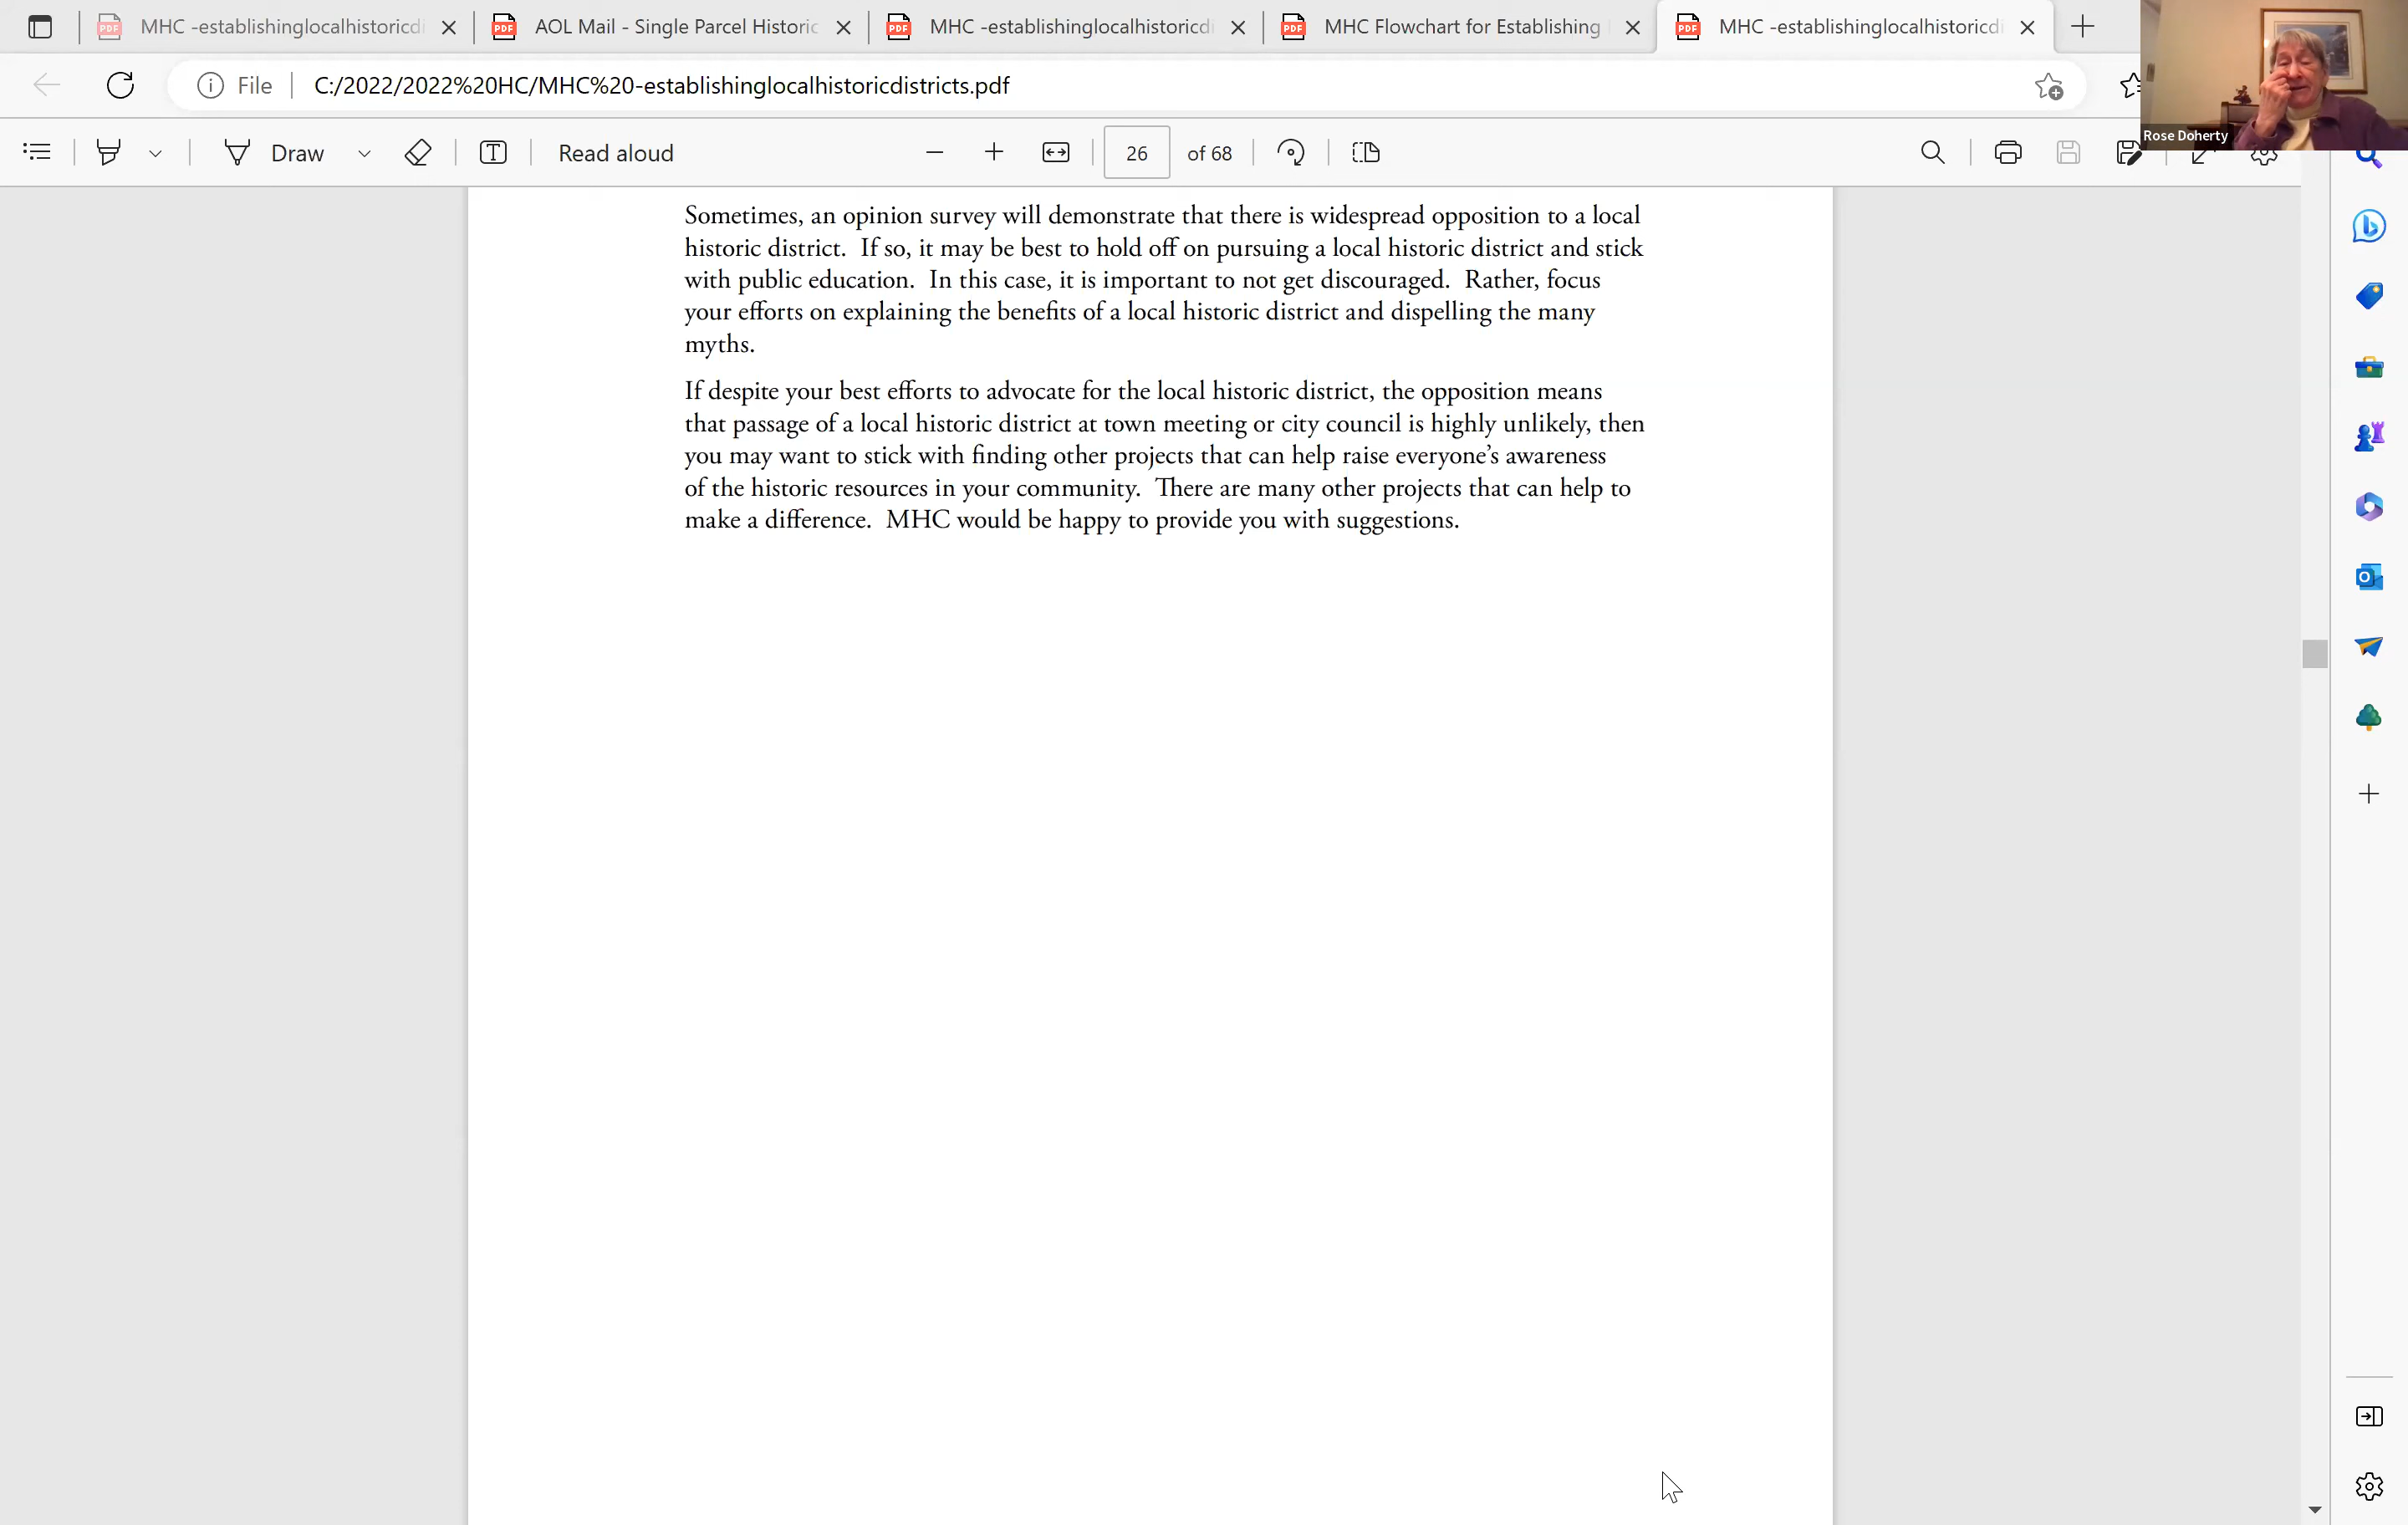 MHC -establishinglocalhistoricdi
AOL Mail - Single Parcel Historic
MHC -establishinglocalhistoricdi
MHC Flowchart for Establishing
MHC -establishinglocalhistoricdi
File
C:/2022/2022%20HC/MHC%20-establishinglocalhistoricdistricts.pdf
Rose Doherty
Draw
Read aloud
26
of 68
Sometimes, an opinion survey will demonstrate that there is widespread opposition to a local
historic district.  If so, it may be best to hold off on pursuing a local historic district and stick
with public education.  In this case, it is important to not get discouraged.  Rather, focus
your efforts on explaining the benefits of a local historic district and dispelling the many
myths.
If despite your best efforts to advocate for the local historic district, the opposition means
that passage of a local historic district at town meeting or city council is highly unlikely, then
you may want to stick with finding other projects that can help raise everyone’s awareness
of the historic resources in your community.  There are many other projects that can help to
make a difference.  MHC would be happy to provide you with suggestions.